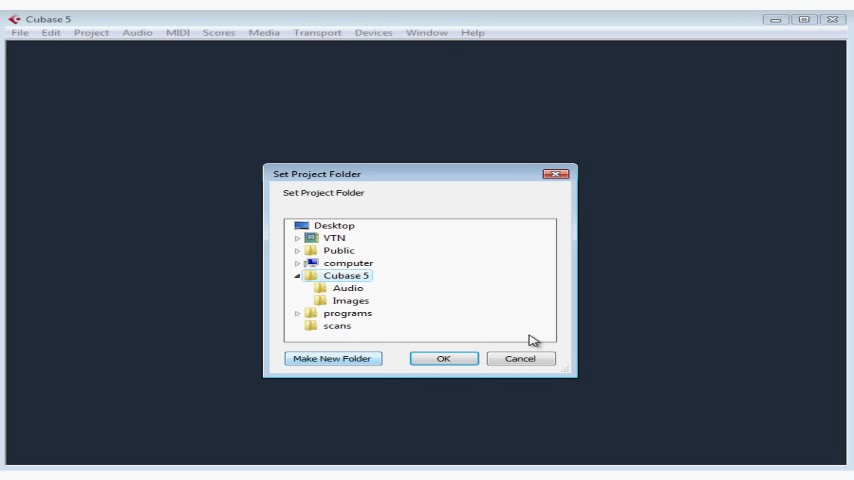 Cubase 5
File Edit Project Audio MIDI Scores Media Transport Devices Window Help
Set Project Folder
Set Project Folder
Desktop
VTN
Public
computer
Cubase 5
Audio
Images
programs
scans
Make New Folder OK Cancel